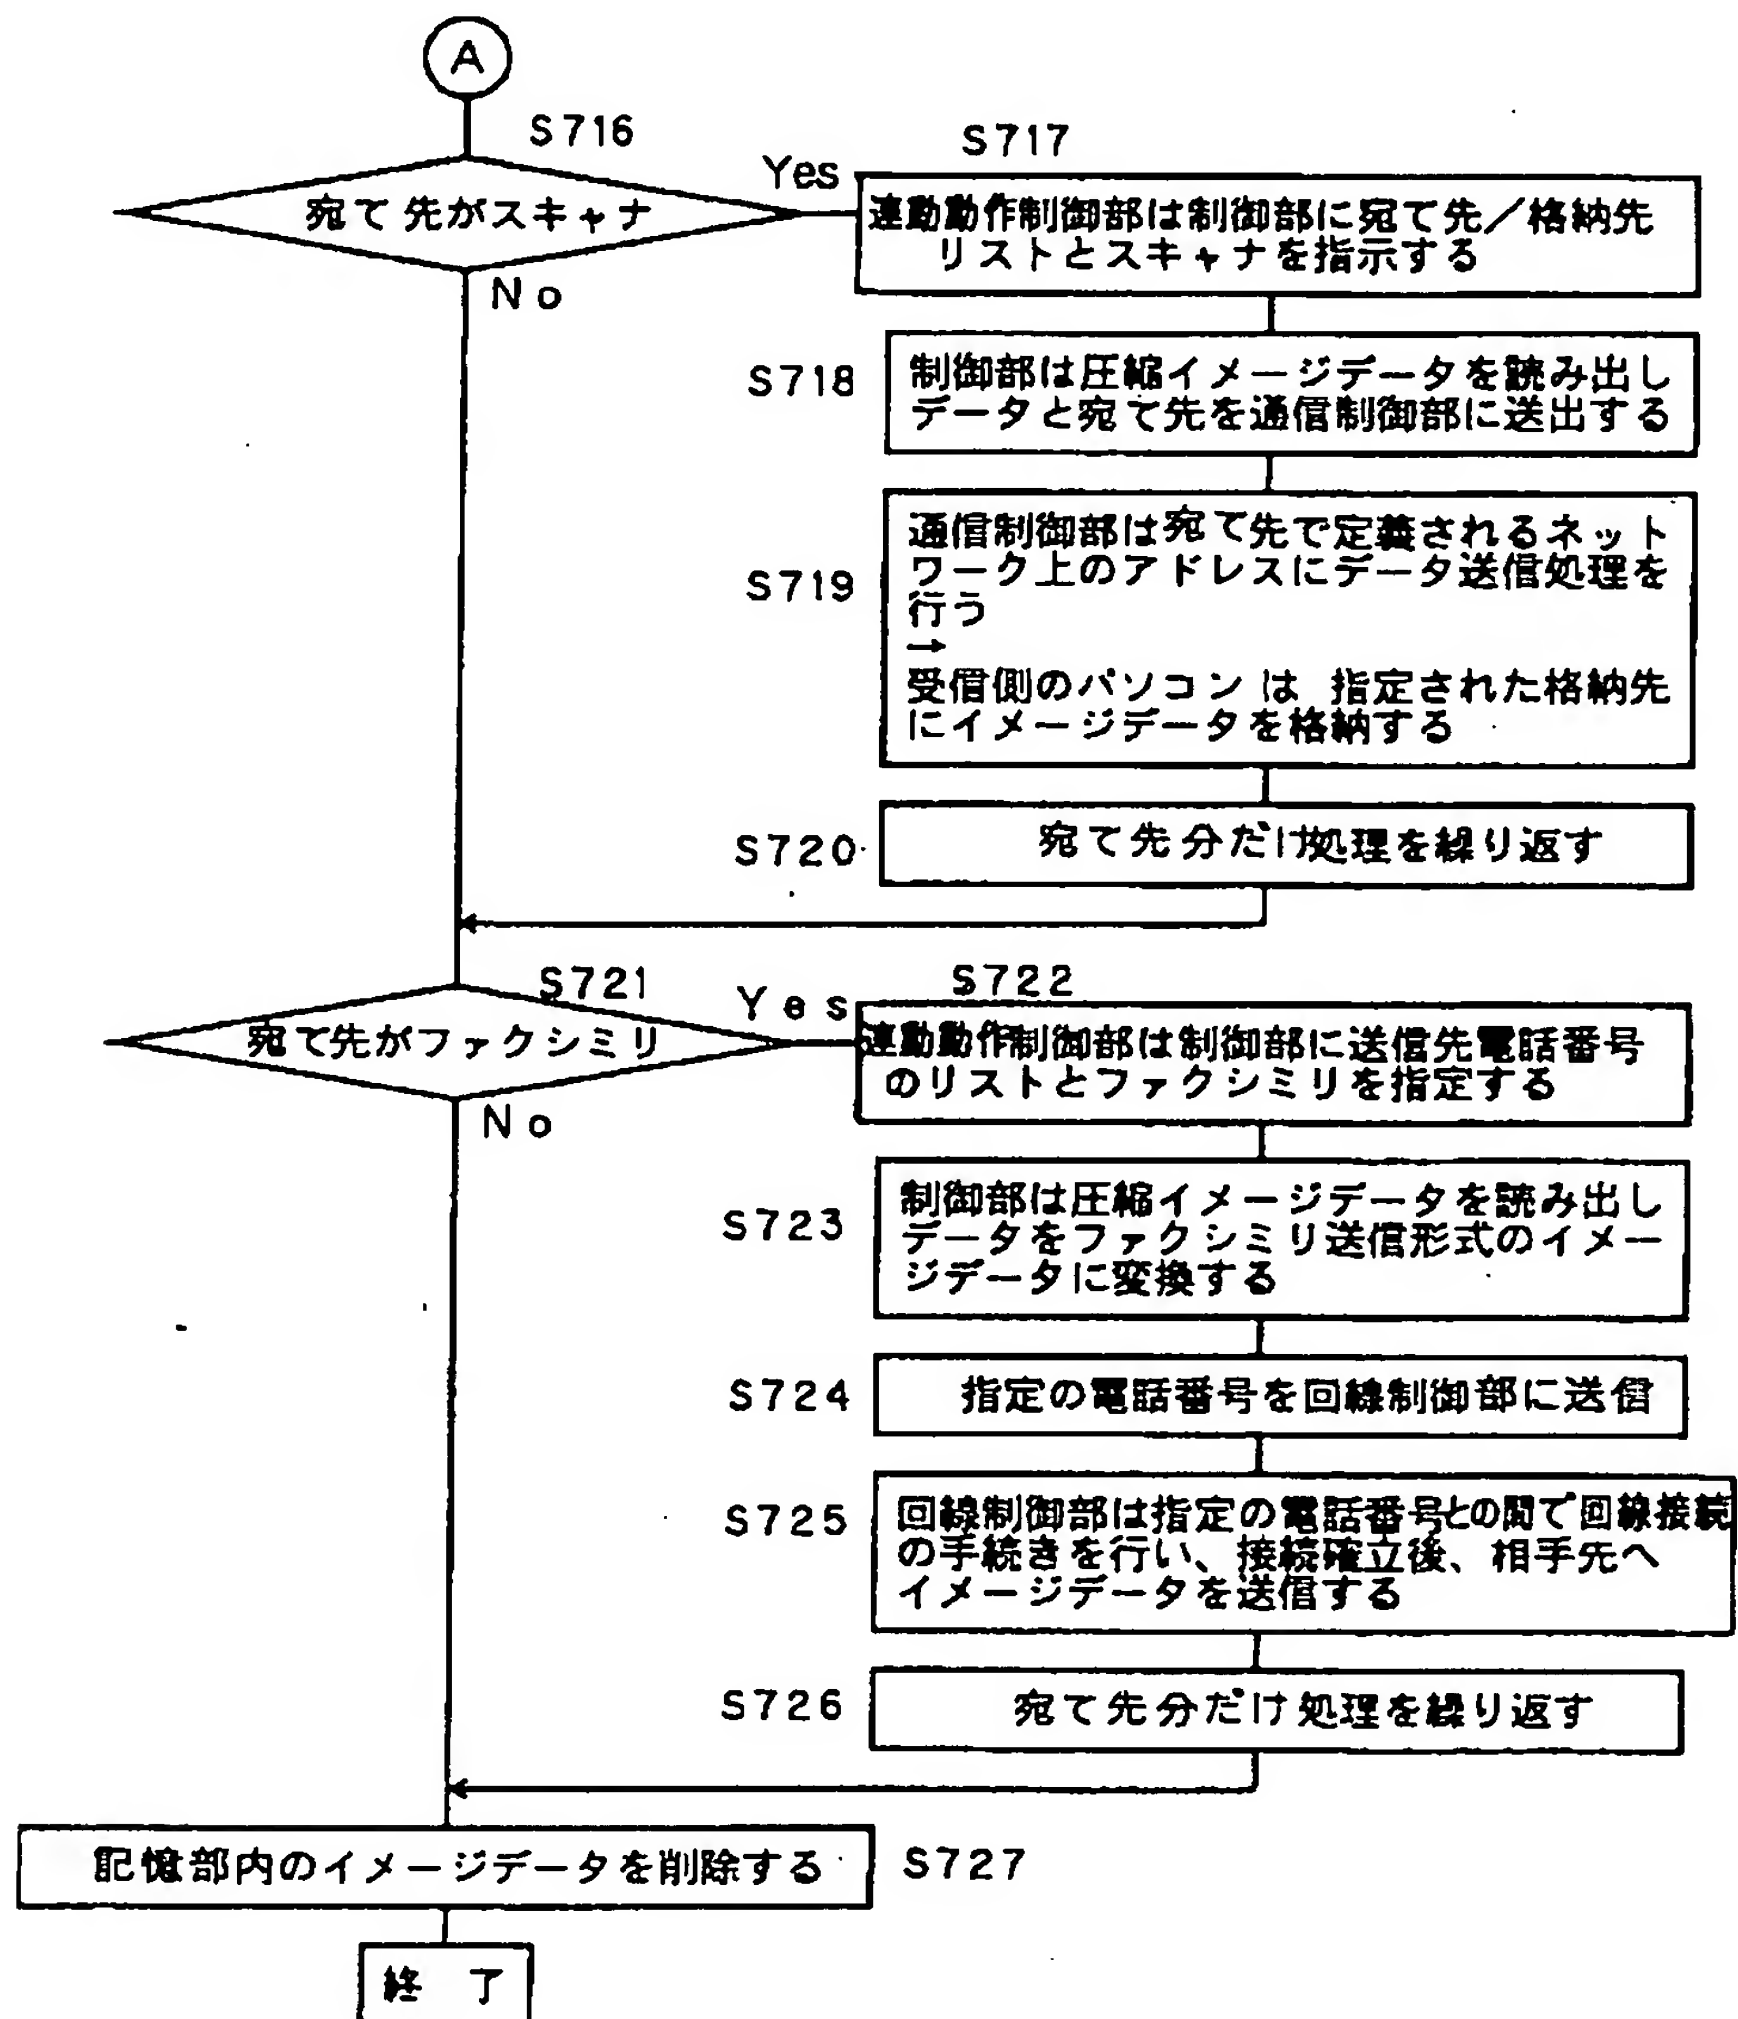 A
S716
宛て先がスキャナ
Yes
No
S717
連動動作制御部は制御部に宛て先／格納先
リストとスキャナを指示する
S718
制御部は圧縮イメージデータを読み出し
データと宛て先を通信制御部に送出する
S719
通信制御部は宛て先で定義されるネット
ワーク上のアドレスにデータ送信処理を
行う
→
受信側のパソコンは指定された格納先
にイメージデータを格納する
S720
宛て先分だけ処理を繰り返す
S721
宛て先がファクシミリ
Yes
No
S722
連動動作制御部は制御部に送信先電話番号
のリストとファクシミリを指定する
S723
制御部は圧縮イメージデータを読み出し
データをファクシミリ送信形式のイメー
ジデータに変換する
S724
指定の電話番号を回線制御部に送信
S725
回線制御部は指定の電話番号との間で回線接続
の手続きを行い、接続確立後、相手先へ
イメージデータを送信する
S726
宛て先分だけ処理を繰り返す
記憶部内のイメージデータを削除する
S727
終 了